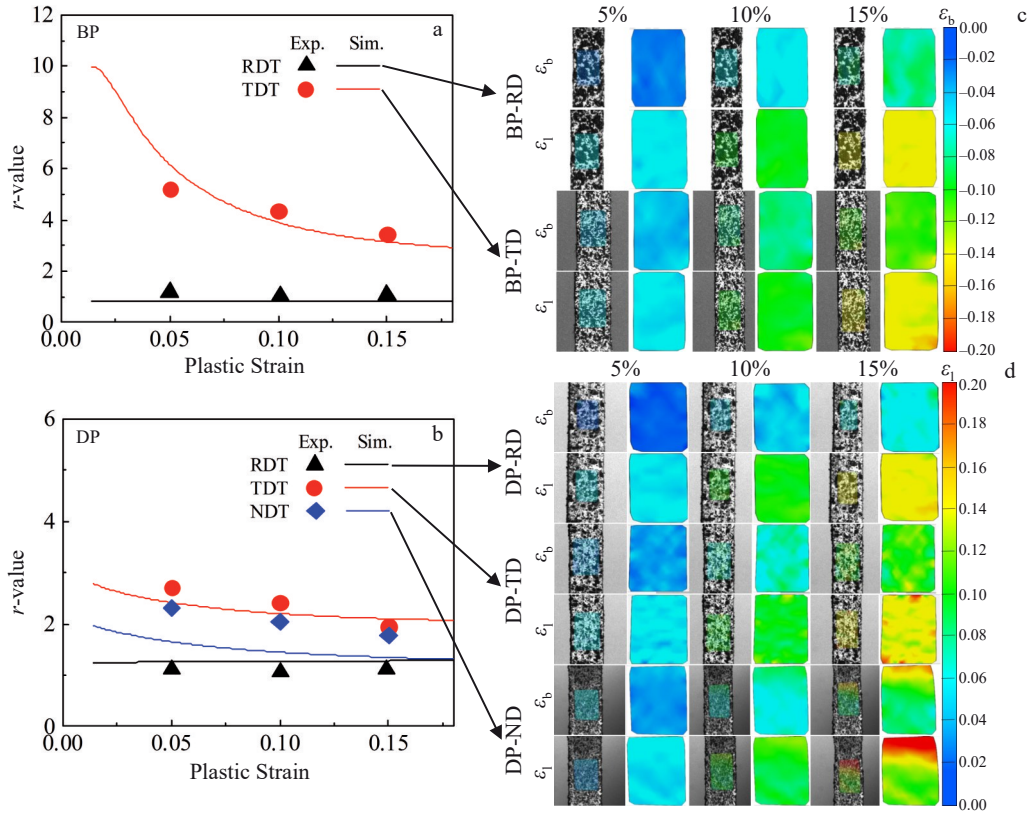 BP
a
Exp. Sim.
RDT
TDT
12
10
8
6
4
2
0
r-value
0.00 0.05 0.10 0.15
Plastic Strain
c
5% 10% 15%
εb
0.00
–0.02
–0.04
–0.06
–0.08
–0.10
–0.12
–0.14
–0.16
–0.18
–0.20
BP-RD
εb
εl
BP-TD
εb
εl
DP
b
Exp. Sim.
RDT
TDT
NDT
6
4
2
0
r-value
0.00 0.05 0.10 0.15
Plastic Strain
d
5% 10% 15%
εl
0.20
0.18
0.16
0.14
0.12
0.10
0.08
0.06
0.04
0.02
0.00
DP-RD
εb
εl
DP-TD
εb
εl
DP-ND
εb
εl